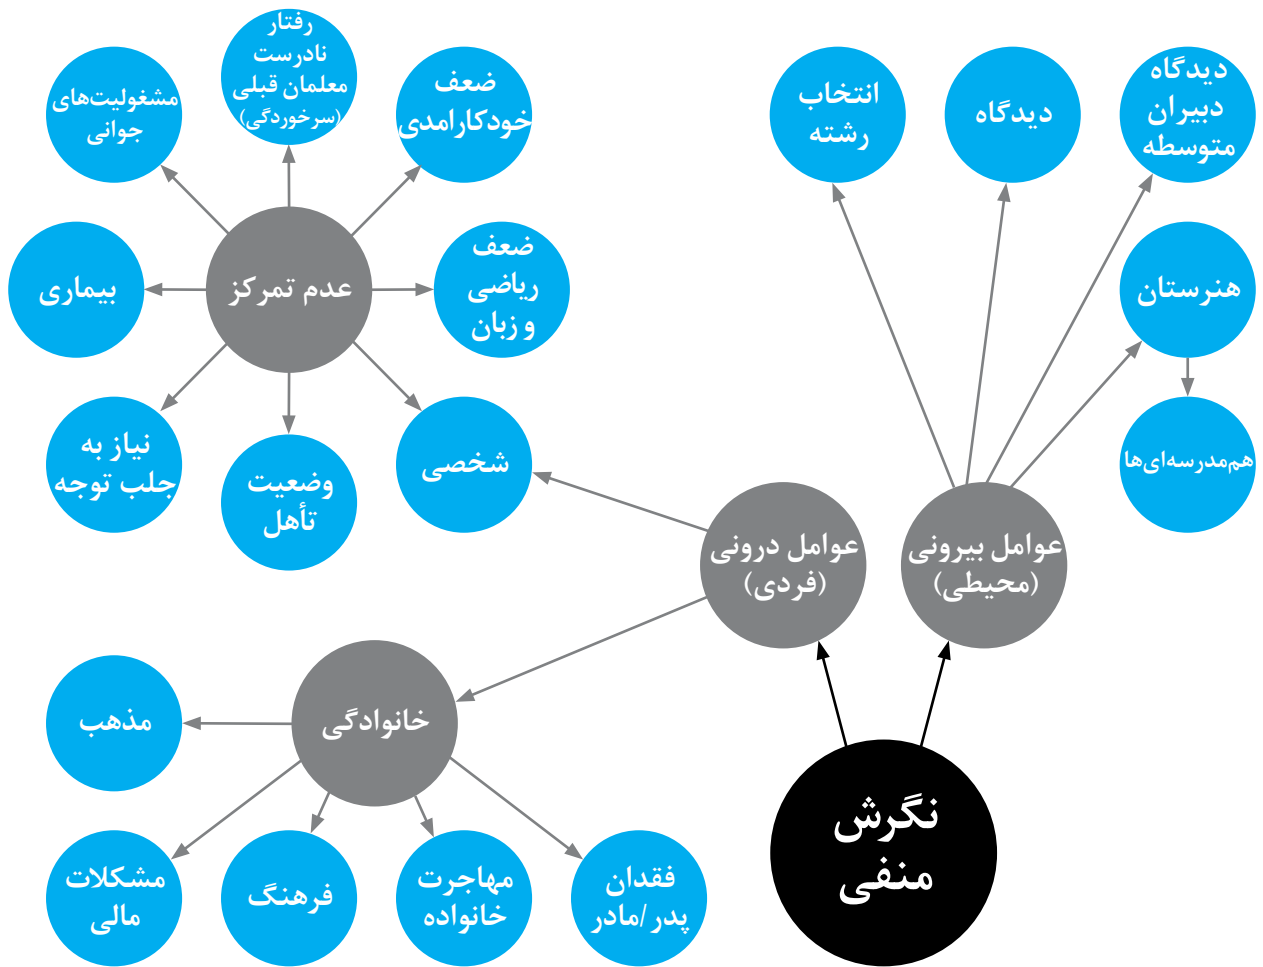 دیدگاه
دبیران
متوسطه
دیدگاه
انتخاب
رشته
هنرستان
هم‌مدرسه‌ای‌ها
عوامل بیرونی
(محیطی)
عوامل درونی
(فردی)
نگرش
منفی
ضعف
خودکارامدی
رفتار
نادرست
معلمان قبلی
(سرخوردگی)
مشغولیت‌های
جوانی
ضعف
ریاضی
و زبان
عدم تمرکز
بیماری
شخصی
وضعیت
تأهل
نیاز به
جلب توجه
خانوادگی
مذهب
فقدان
پدر/مادر
مهاجرت
خانواده
فرهنگ
مشکلات
مالی